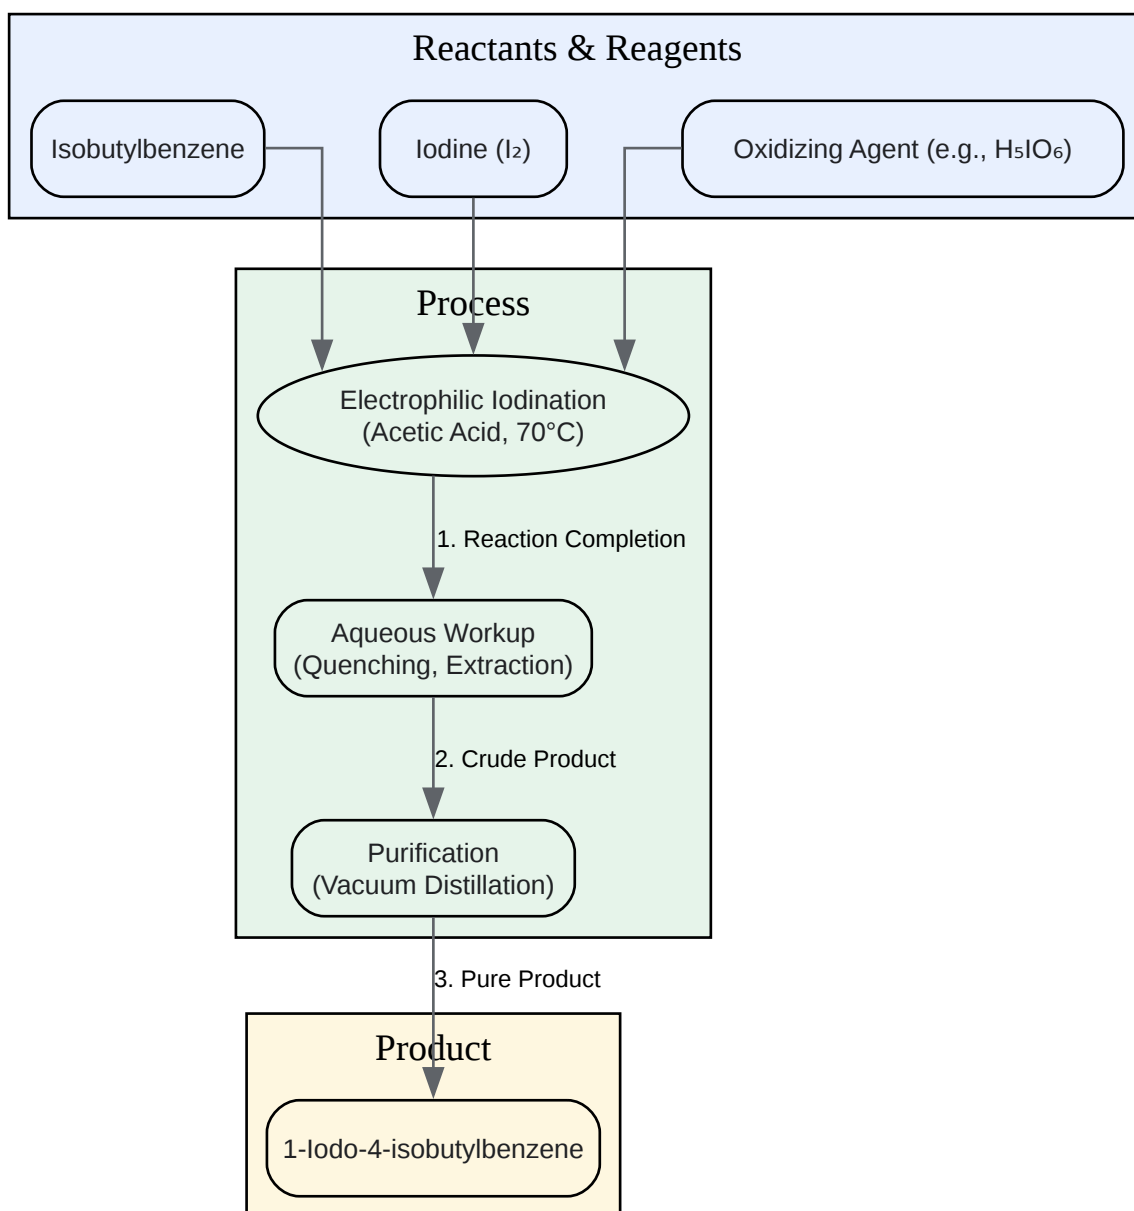 Reactants & Reagents
Isobutylbenzene
Iodine (I₂)
Oxidizing Agent (e.g., H₅IO₆)
Process
Electrophilic Iodination
(Acetic Acid, 70°C)
1. Reaction Completion
Aqueous Workup
(Quenching, Extraction)
2. Crude Product
Purification
(Vacuum Distillation)
3. Pure Product
Product
1-Iodo-4-isobutylbenzene